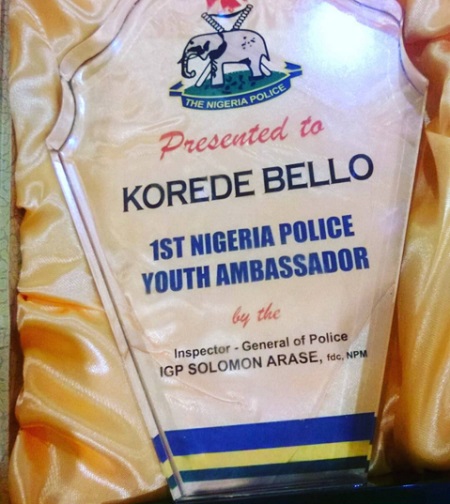 THE NIGERIA POLICE
Presented to
KOREDE BELLO
1ST NIGERIA POLICE
YOUTH AMBASSADOR
by the
Inspector - General of Police
IGP SOLOMON ARASE, fdc, NPM